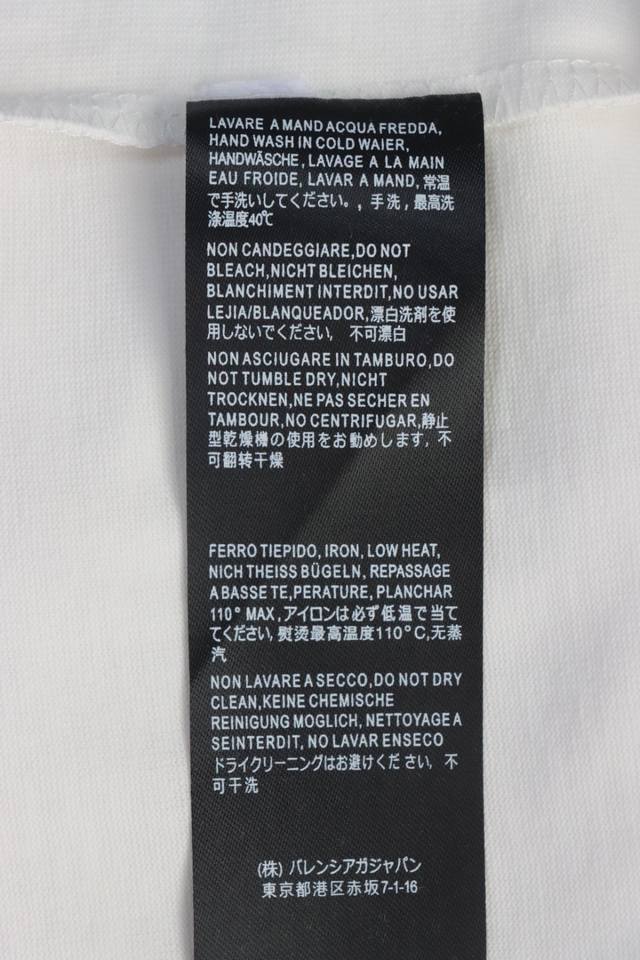 LAVARE A MAND ACQUA FREDDA,
HAND WASH IN COLD WAIER,
HANDWÄSCHE, LAVAGE A LA MAIN
EAU FROIDE, LAVAR A MAND, 常温
で手洗いしてください。, 手洗, 最高洗
涤温度40℃
NON CANDEGGIARE,DO NOT
BLEACH,NICHT BLEICHEN,
BLANCHIMENT INTERDIT,NO USAR
LEJIA/BLANQUEADOR,漂白洗剤を使
用しないでください, 不可漂白
NON ASCIUGARE IN TAMBURO,DO
NOT TUMBLE DRY,NICHT
TROCKNEN,NE PAS SECHER EN
TAMBOUR,NO CENTRIFUGAR,静止
型乾燥機の使用をお勧めします, 不
可翻转干燥
FERRO TIEPIDO, IRON, LOW HEAT,
NICH THEISS BÜGELN, REPASSAGE
A BASSE TE,PERATURE, PLANCHAR
110° MAX,アイロンは必ず低温で当て
てください,熨烫最高温度110°C,无蒸
汽
NON LAVARE A SECCO,DO NOT DRY
CLEAN,KEINE CHEMISCHE
REINIGUNG MOGLICH, NETTOYAGE A
SEINTERDIT, NO LAVAR ENSECO
ドライクリーニングはお避けください, 不
可干洗
(株) バレンシアガジャパン
東京都港区赤坂7-1-16